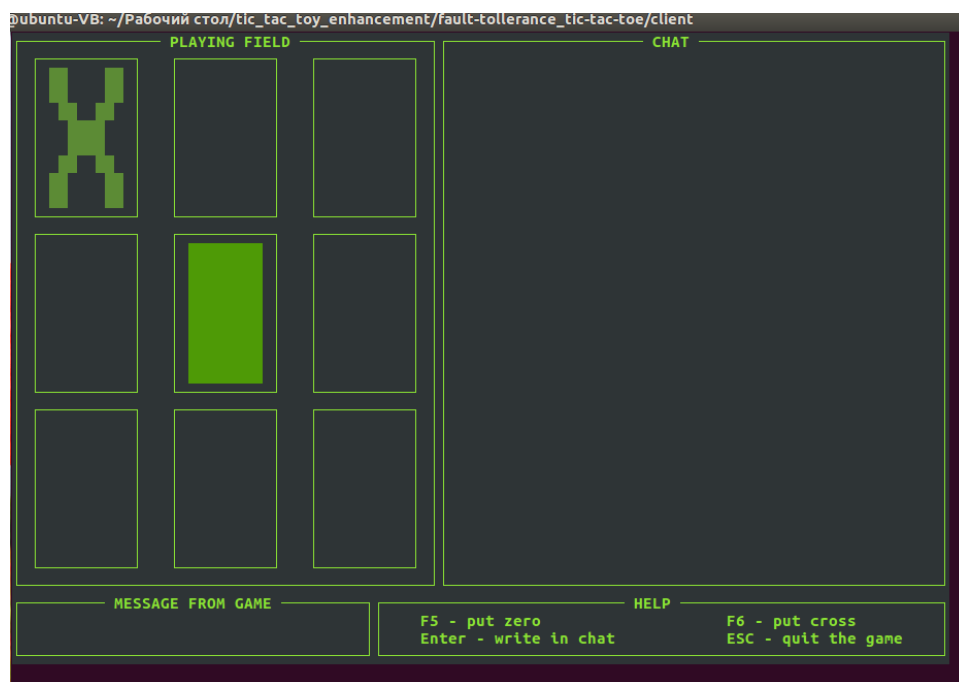 @ubuntu-VB: ~/Рабочий стол/tic_tac_toy_enhancement/fault-tollerance_tic-tac-toe/client
PLAYING FIELD
CHAT
MESSAGE FROM GAME
HELP
F5 - put zero
F6 - put cross
Enter - write in chat
ESC - quit the game